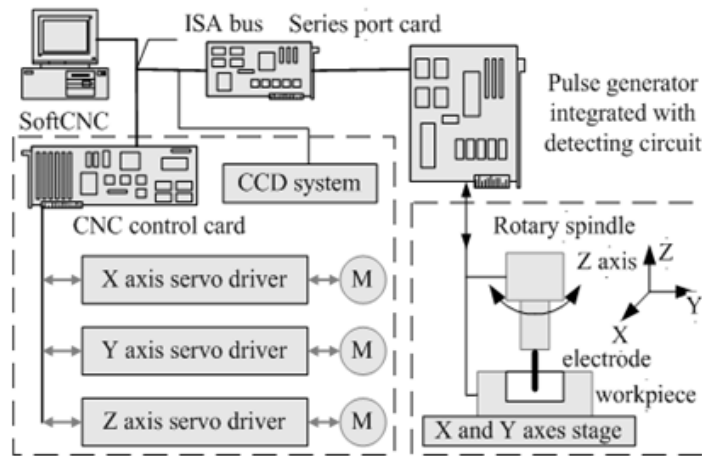 ISA bus
Series port card
SoftCNC
Pulse generator
integrated with
detecting circuit
CCD system
CNC control card
X axis servo driver
M
Y axis servo driver
M
Z axis servo driver
M
Rotary spindle
Z axis
Z
Y
X
electrode
workpiece
X and Y axes stage